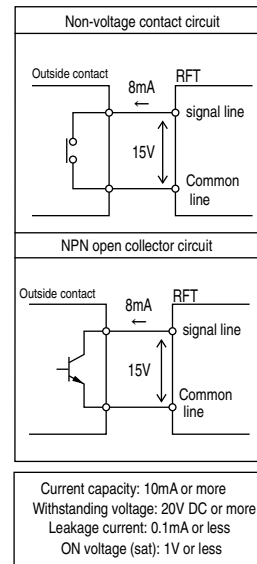 Non-voltage contact circuit
Outside contact
RFT
8mA
←
signal line
15V
Common
line
NPN open collector circuit
Outside contact
RFT
8mA
←
signal line
15V
Common
line
Current capacity: 10mA or more
Withstanding voltage: 20V DC or more
Leakage current: 0.1mA or less
ON voltage (sat): 1V or less